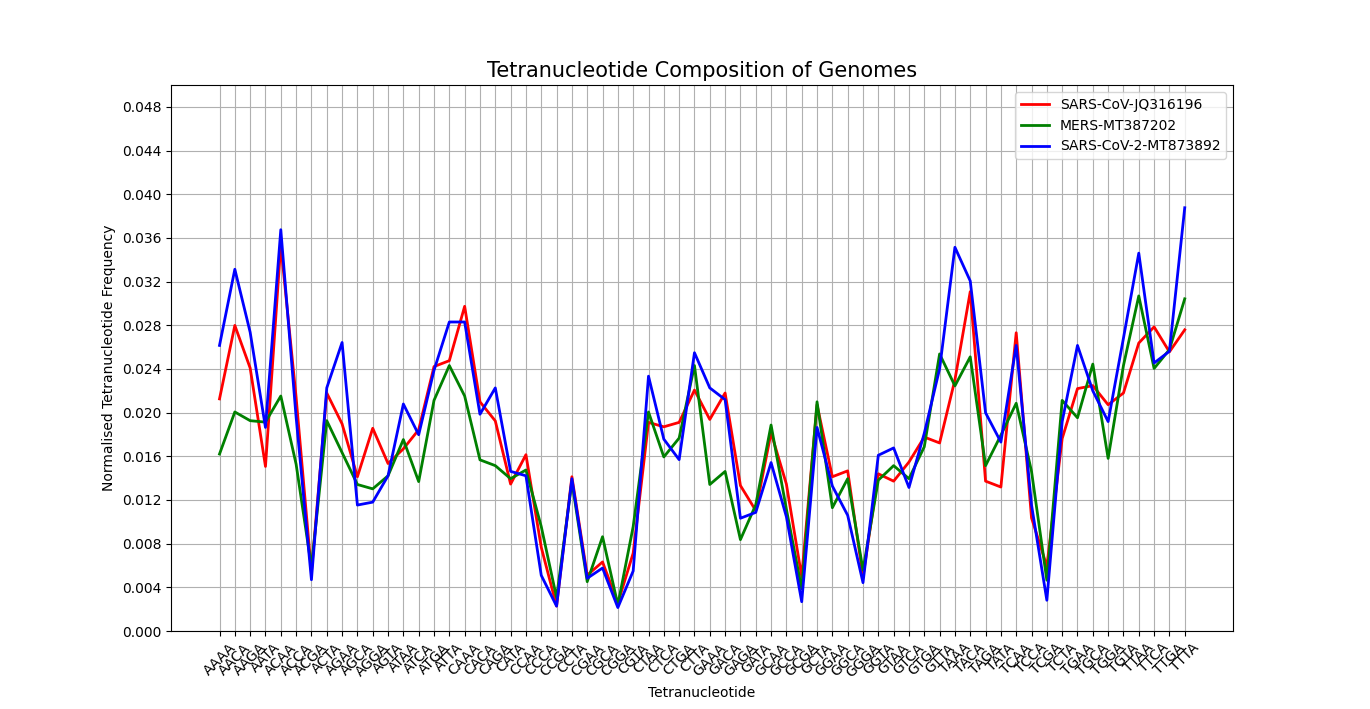 Tetranucleotide Composition of Genomes
SARS-CoV-JQ316196
MERS-MT387202
SARS-CoV-2-MT873892
Normalised Tetranucleotide Frequency
0.048
0.044
0.040
0.036
0.032
0.028
0.024
0.020
0.016
0.012
0.008
0.004
0.000
AAAA
AACA
AAGA
AATA
ACAA
ACCA
ACGA
ACTA
AGAA
AGCA
AGGA
AGTA
ATAA
ATCA
ATGA
ATTA
CAAA
CACA
CAGA
CATA
CCAA
CCCA
CCGA
CCTA
CGAA
CGCA
CGGA
CGTA
CTAA
CTCA
CTGA
CTTA
GAAA
GACA
GAGA
GATA
GCAA
GCCA
GCGA
GCTA
GGAA
GGCA
GGGA
GGTA
GTAA
GTCA
GTGA
GTTA
TAAA
TACA
TAGA
TATA
TCAA
TCCA
TCGA
TCTA
TGAA
TGCA
TGGA
TGTA
TTAA
TTCA
TTGA
TTTA
Tetranucleotide